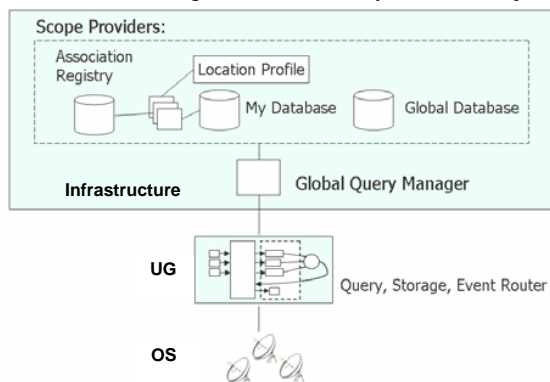 Scope Providers:
Association
Registry
Location Profile
My Database
Global Database
Infrastructure
Global Query Manager
UG
Query, Storage, Event Router
OS